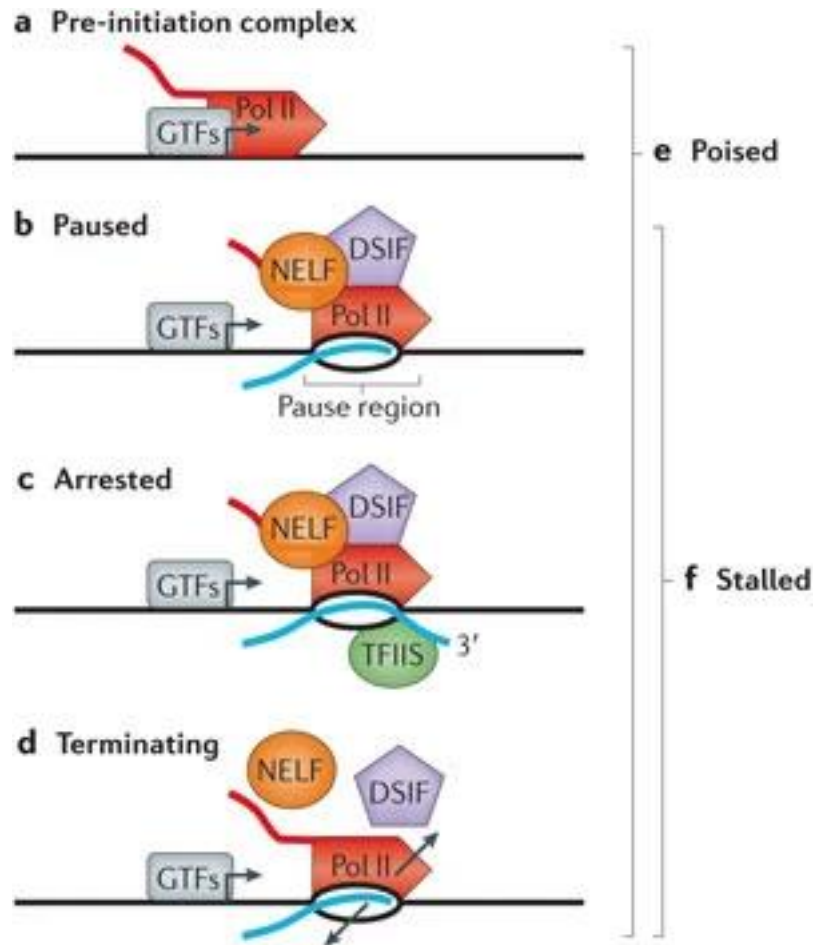 a Pre-initiation complex
Pol II
GTFs
e Poised
b Paused
DSIF
NELF
Pol II
GTFs
Pause region
c Arrested
DSIF
NELF
Pol II
GTFs
f Stalled
3′
TFIIS
d Terminating
NELF
DSIF
Pol II
GTFs